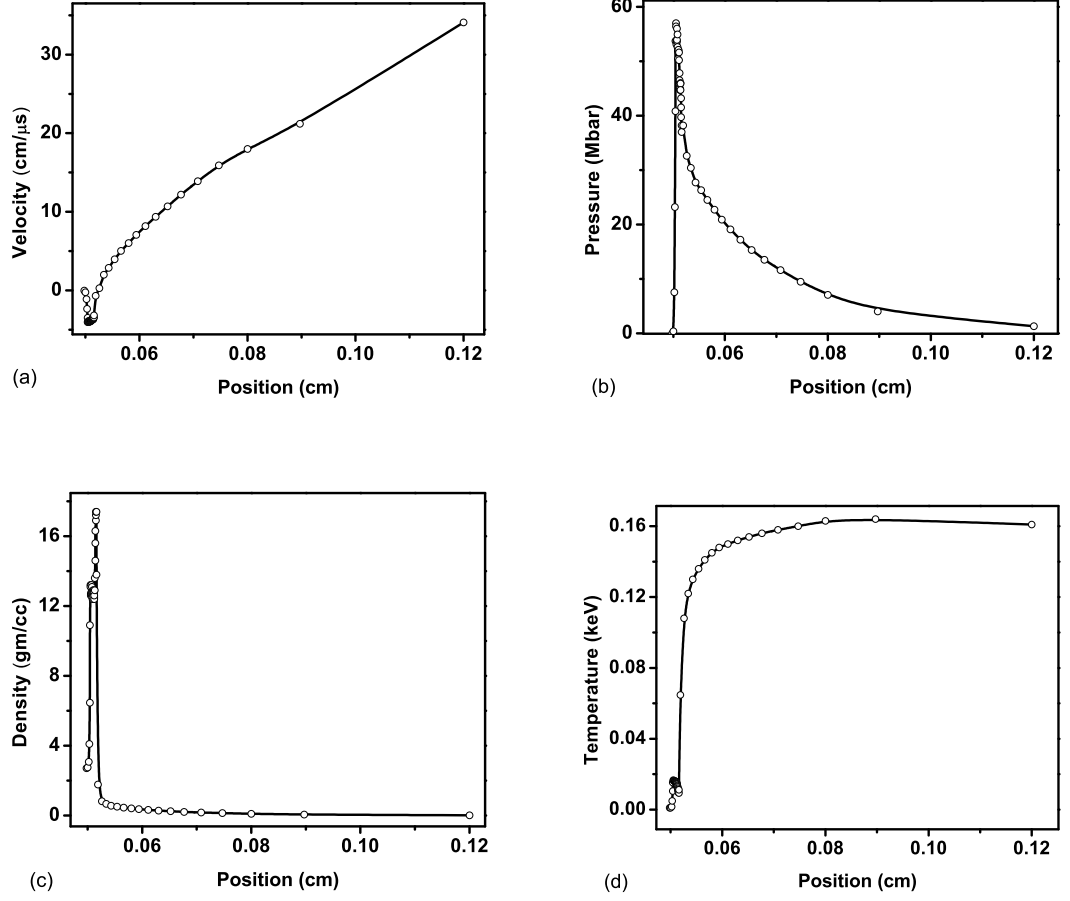 30
20
10
0
Velocity (cm/μs)
0.06 0.08 0.10 0.12
Position (cm)
(a)
60
40
20
0
Pressure (Mbar)
0.06 0.08 0.10 0.12
Position (cm)
(b)
16
12
8
4
0
Density (gm/cc)
0.06 0.08 0.10 0.12
Position (cm)
(c)
0.16
0.12
0.08
0.04
0.00
Temperature (keV)
0.06 0.08 0.10 0.12
Position (cm)
(d)